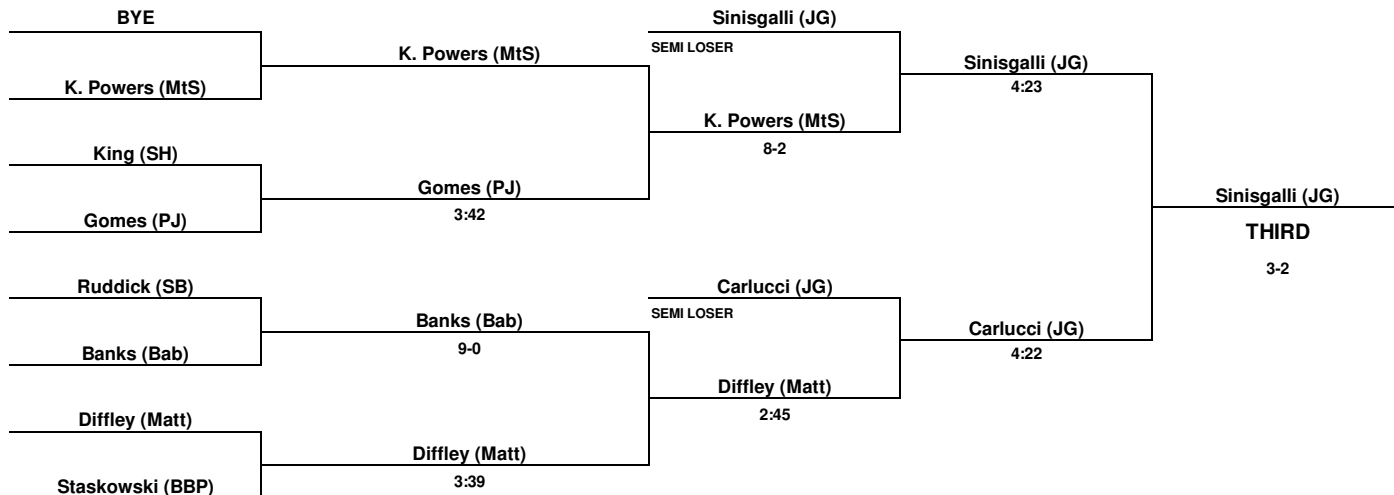 BYE
Sinisgalli (JG)
K. Powers (MtS)
SEMI LOSER
Sinisgalli (JG)
K. Powers (MtS)
4:23
K. Powers (MtS)
8-2
King (SH)
Gomes (PJ)
3:42
Sinisgalli (JG)
Gomes (PJ)
THIRD
3-2
Ruddick (SB)
Carlucci (JG)
SEMI LOSER
Banks (Bab)
9-0
Carlucci (JG)
4:22
Banks (Bab)
Diffley (Matt)
2:45
Diffley (Matt)
Diffley (Matt)
3:39
Staskowski (BBP)